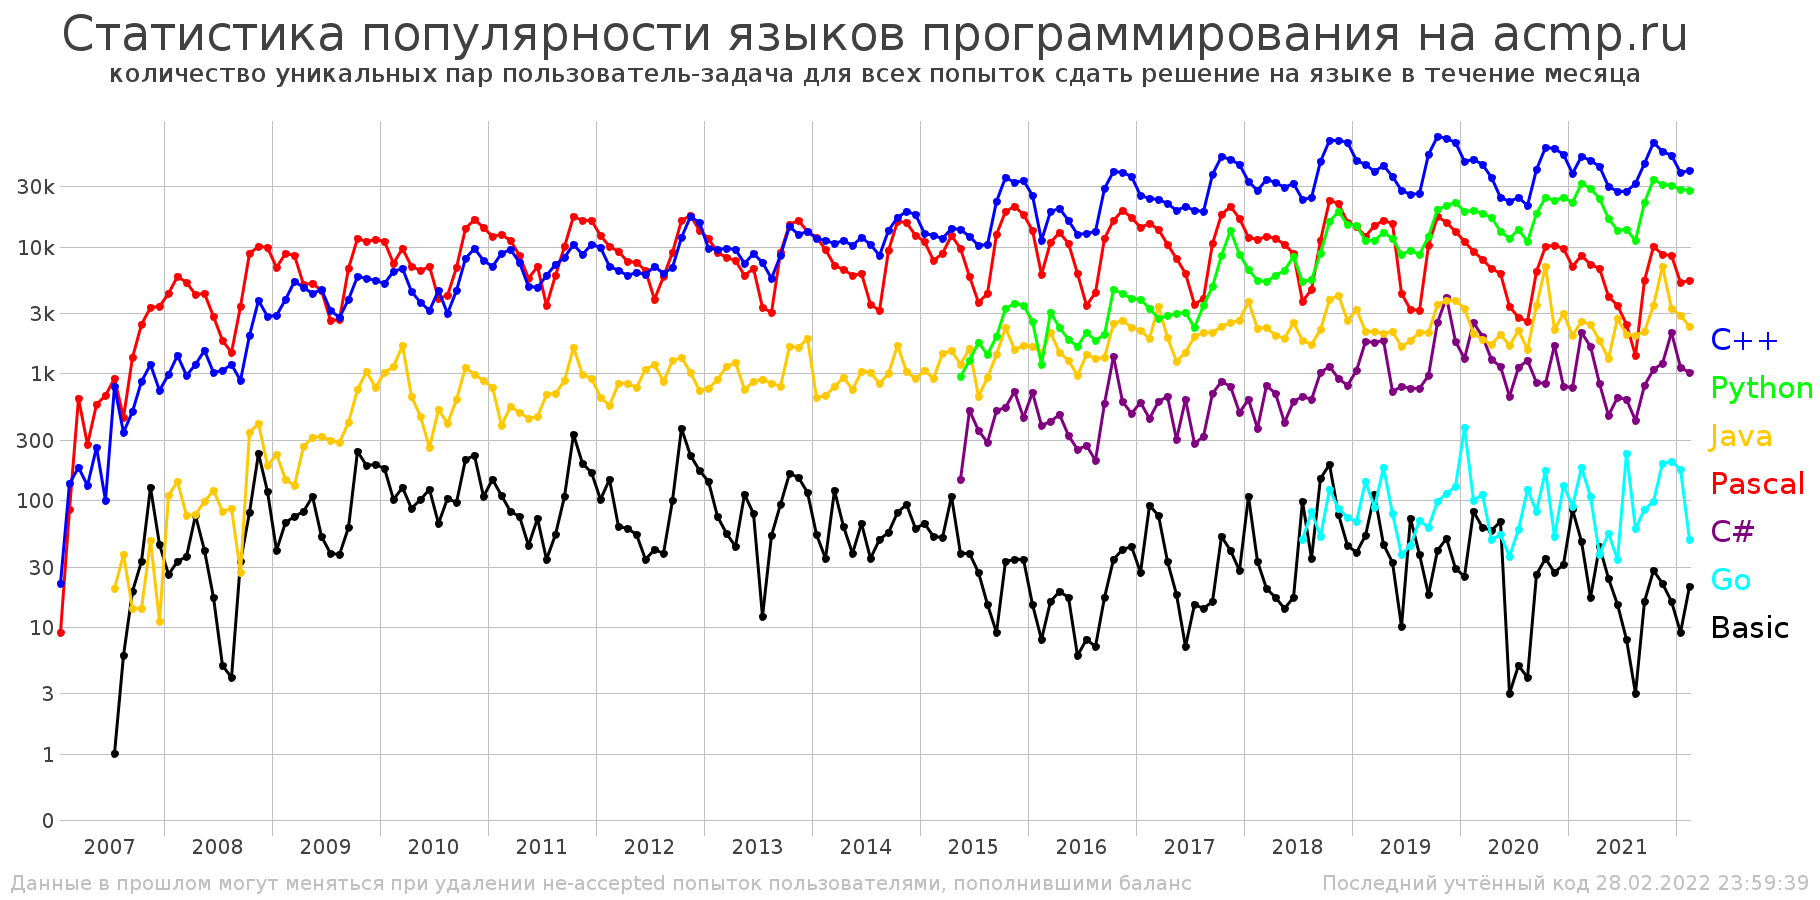 Статистика популярности языков программирования на acmp.ru
количество уникальных пар пользователь-задача для всех попыток сдать решение на языке в течение месяца
30k
10k
3k
1k
300
100
30
10
3
1
0
C++
Python
Java
Pascal
C#
Go
Basic
2007 2008 2009 2010 2011 2012 2013 2014 2015 2016 2017 2018 2019 2020 2021
Данные в прошлом могут меняться при удалении не-accepted попыток пользователями, пополнившими баланс
Последний учтённый код 28.02.2022 23:59:39